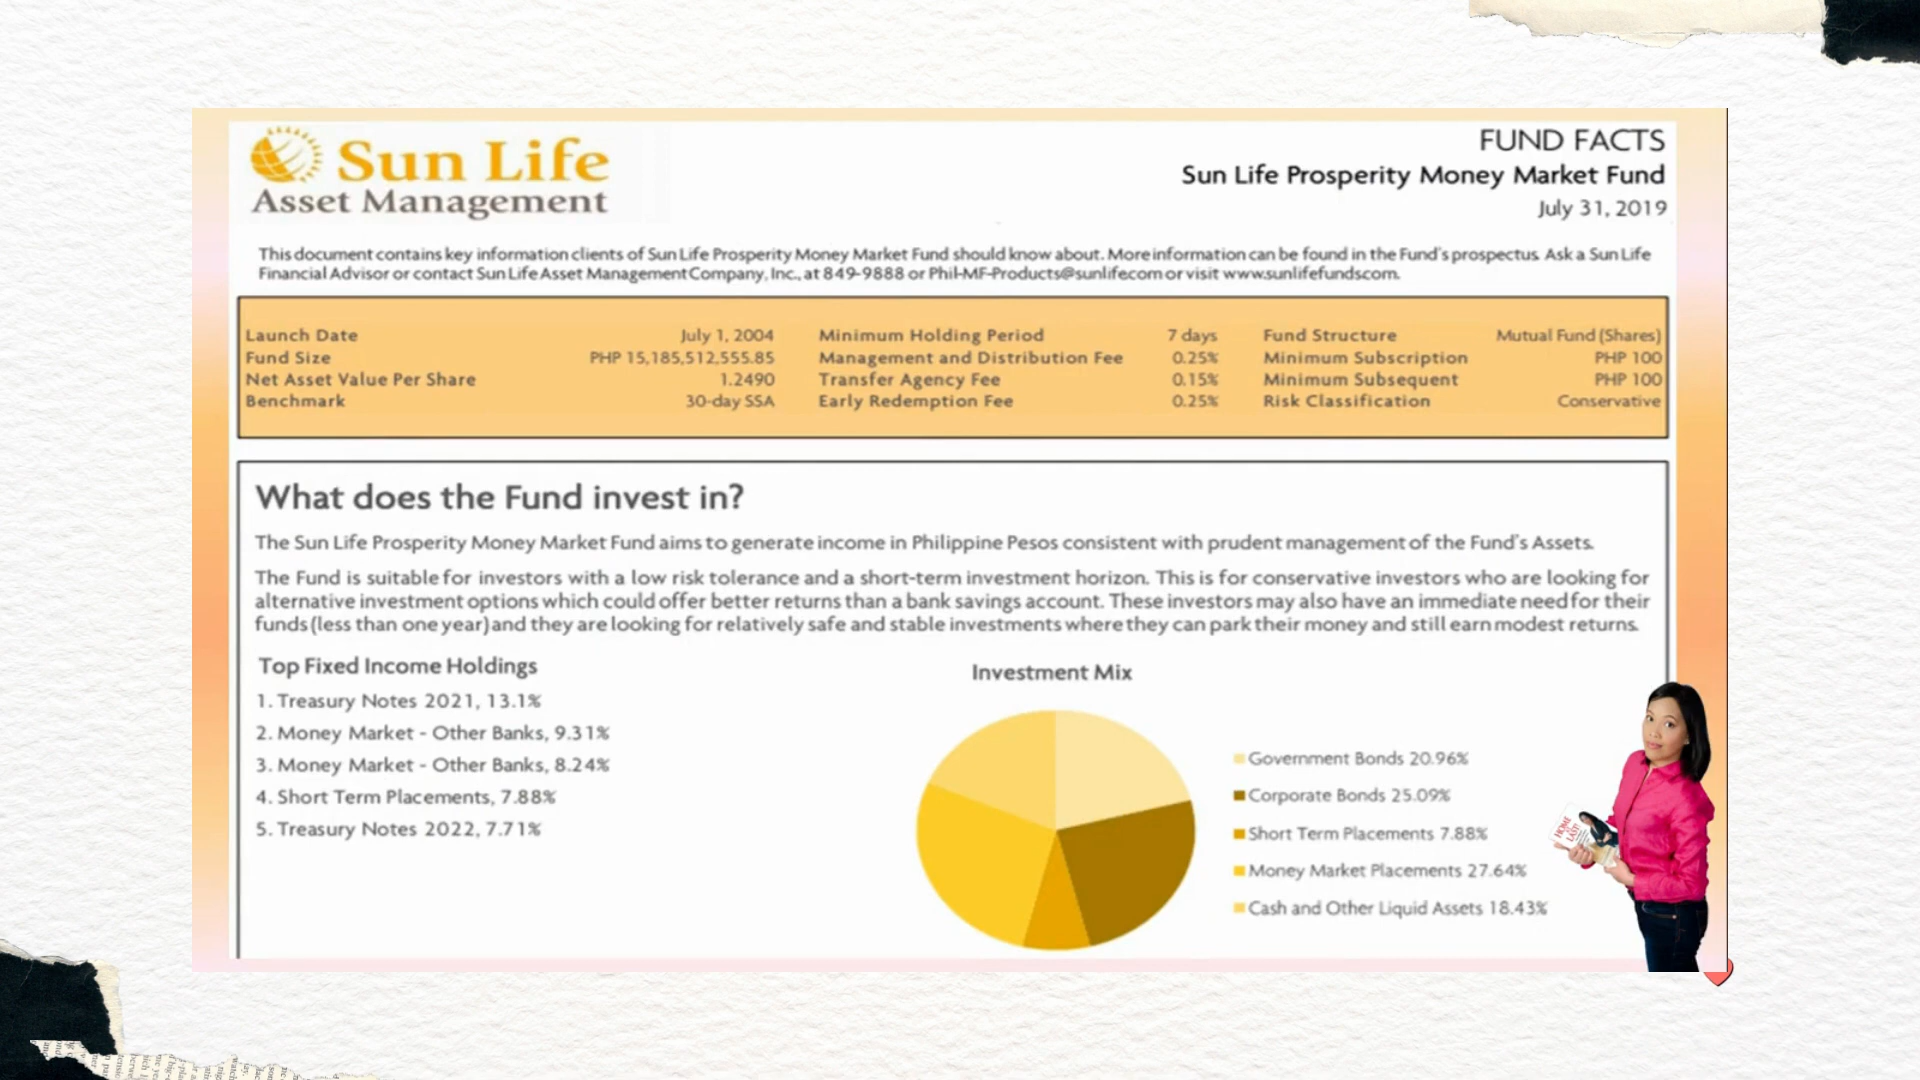 Sun Life
Asset Management
FUND FACTS
Sun Life Prosperity Money Market Fund
July 31, 2019
This document contains key information clients of Sun Life Prosperity Money Market Fund should know about. More information can be found in the Fund's prospectus. Ask a Sun Life
Financial Advisor or contact Sun Life Asset Management Company, Inc., at 849-9888 or Phil-MF-Products@sunlife.com or visit www.sunlifefunds.com.
Launch Date July 1, 2004 Minimum Holding Period 7 days Fund Structure Mutual Fund (Shares)
Fund Size PHP 15,185,512,555.85 Management and Distribution Fee 0.25% Minimum Subscription PHP 100
Net Asset Value Per Share 1.2490 Transfer Agency Fee 0.15% Minimum Subsequent PHP 100
Benchmark 30-day SSA Early Redemption Fee 0.25% Risk Classification Conservative
What does the Fund invest in?
The Sun Life Prosperity Money Market Fund aims to generate income in Philippine Pesos consistent with prudent management of the Fund's Assets.
The Fund is suitable for investors with a low risk tolerance and a short-term investment horizon. This is for conservative investors who are looking for
alternative investment options which could offer better returns than a bank savings account. These investors may also have an immediate need for their
funds (less than one year) and they are looking for relatively safe and stable investments where they can park their money and still earn modest returns.
Top Fixed Income Holdings
1. Treasury Notes 2021, 13.1%
2. Money Market - Other Banks, 9.31%
3. Money Market - Other Banks, 8.24%
4. Short Term Placements, 7.88%
5. Treasury Notes 2022, 7.71%
Investment Mix
Government Bonds 20.96%
Corporate Bonds 25.09%
Short Term Placements 7.88%
Money Market Placements 27.64%
Cash and Other Liquid Assets 18.43%
HOME
LAST!